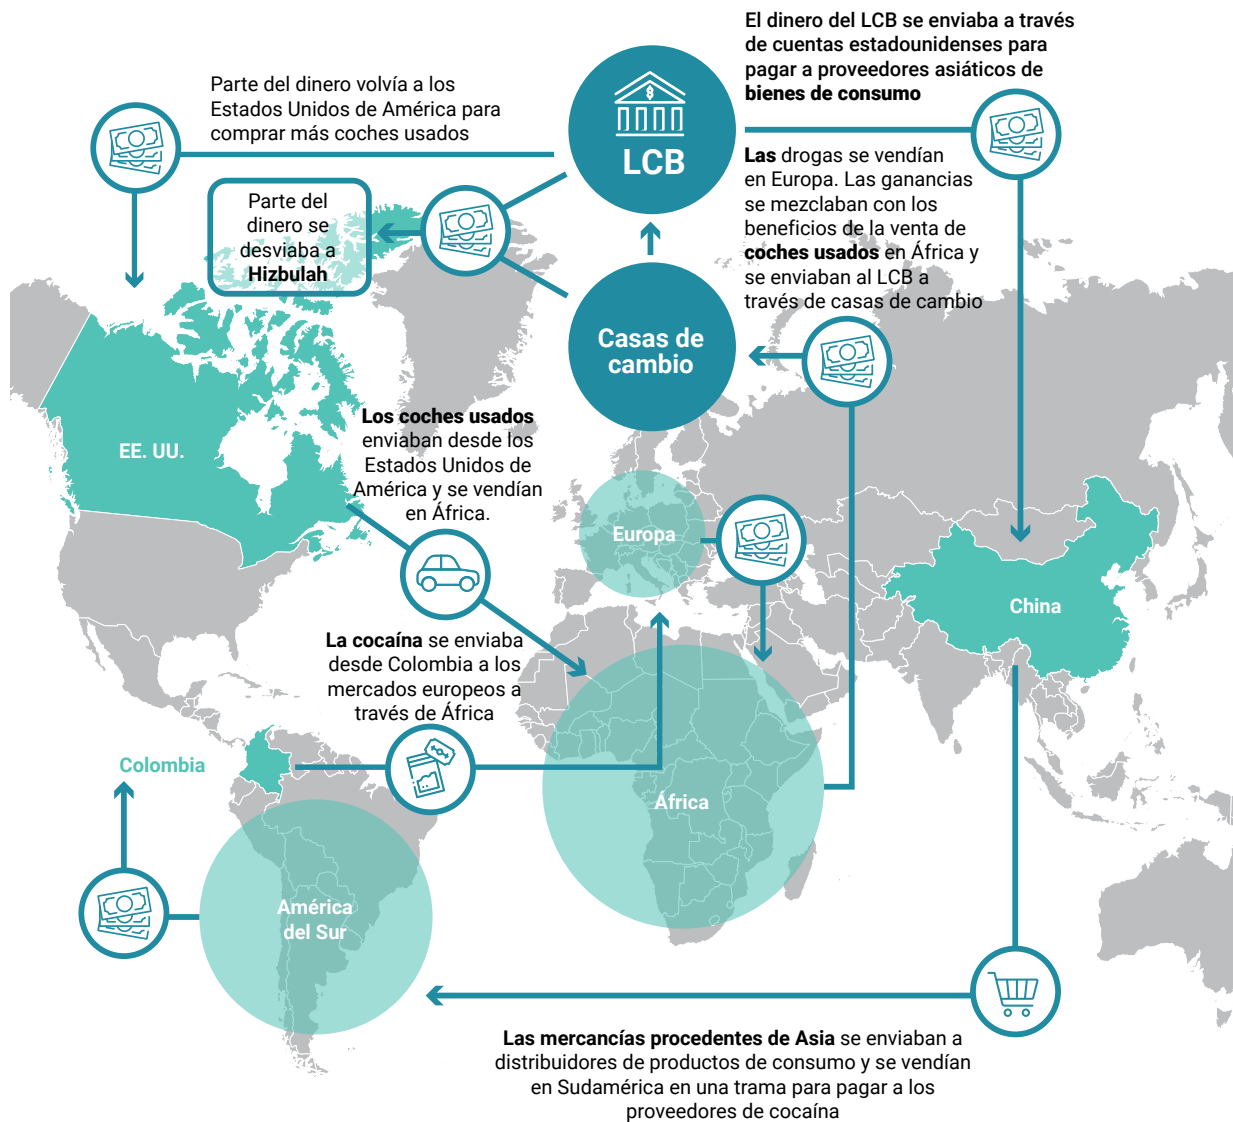 El dinero del LCB se enviaba a través
de cuentas estadounidenses para
pagar a proveedores asiáticos de
bienes de consumo
Parte del dinero volvía a los
Estados Unidos de América para
comprar más coches usados
$
LCB
Las drogas se vendían
en Europa. Las ganancias
se mezclaban con los
beneficios de la venta de
coches usados en África y
se enviaban al LCB a
través de casas de cambio
Parte del
dinero se
desviaba a
Hizbulah
Casas de
cambio
Los coches usados
enviaban desde los
Estados Unidos de
América y se vendían
en África.
EE. UU.
Europa
China
La cocaína se enviaba
desde Colombia a los
mercados europeos a
través de África
Colombia
África
América
del Sur
Las mercancías procedentes de Asia se enviaban a
distribuidores de productos de consumo y se vendían
en Sudamérica en una trama para pagar a los
proveedores de cocaína